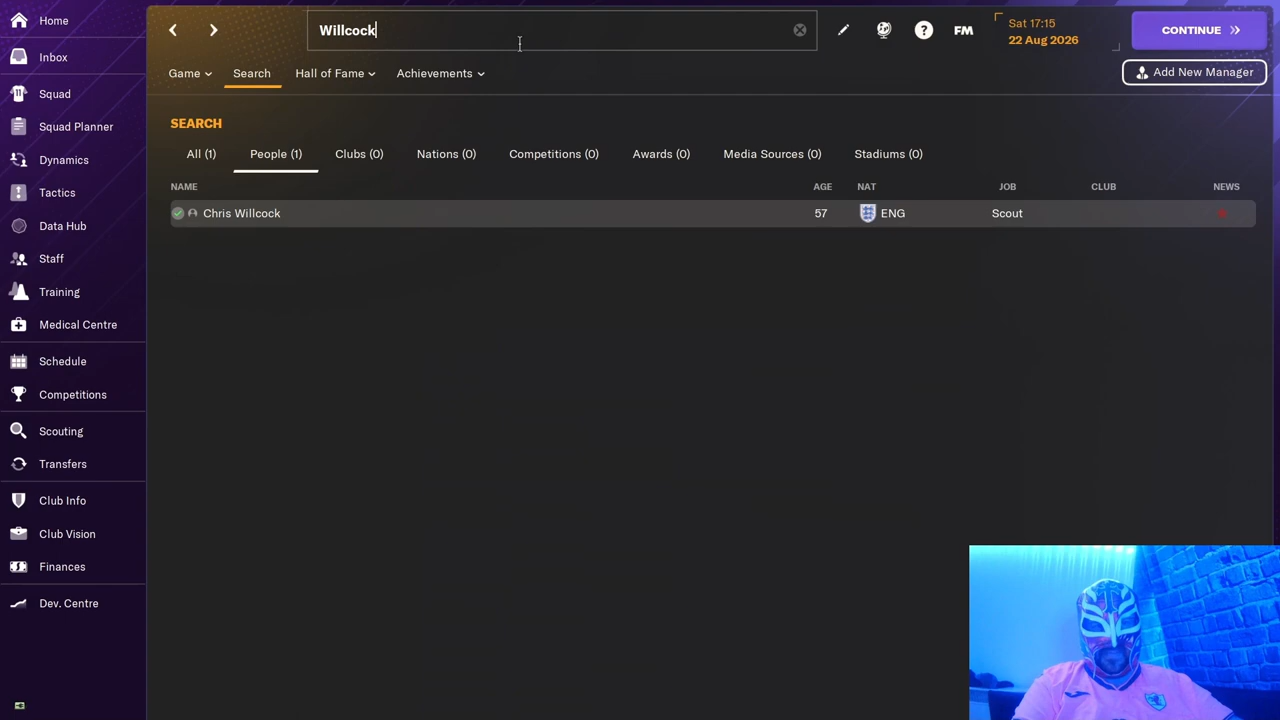 Home
Inbox
Squad
Squad Planner
Dynamics
Tactics
Data Hub
Staff
Training
Medical Centre
Schedule
Competitions
Scouting
Transfers
Club Info
Club Vision
Finances
Dev. Centre
Willcock
FM
Sat 17:15
22 Aug 2026
CONTINUE
Game Search Hall of Fame Achievements
Add New Manager
SEARCH
All (1) People (1) Clubs (0) Nations (0) Competitions (0) Awards (0) Media Sources (0) Stadiums (0)
NAME AGE NAT JOB CLUB NEWS
Chris Willcock 57 ENG Scout